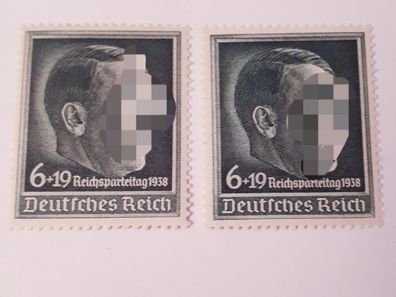 6+19 Reichsparteitag 1938
Deutsches Reich
6+19 Reichsparteitag 1938
Deutsches Reich